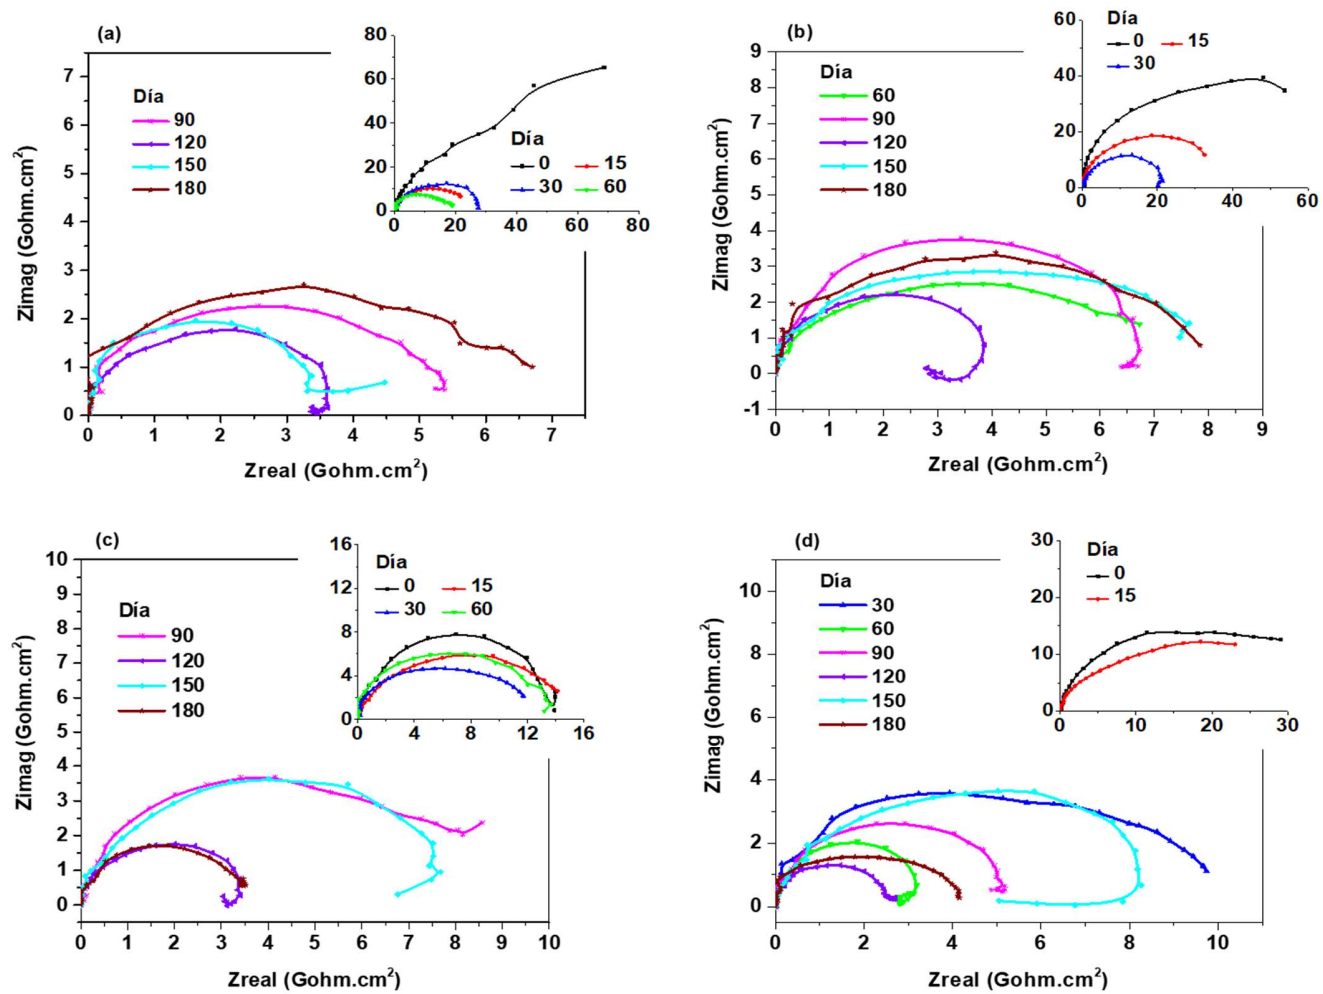 (a)
Día
90
120
150
180
7
6
5
4
3
2
1
0
0 1 2 3 4 5 6 7
Zimag (Gohm.cm²)
Zreal (Gohm.cm²)
80
60
40
20
0
0 20 40 60 80
Día
0 15
30 60
(b)
Día
60
90
120
150
180
9
8
7
6
5
4
3
2
1
0
-1
0 1 2 3 4 5 6 7 8 9
Zimag (Gohm.cm²)
Zreal (Gohm.cm²)
60
40
20
0
0 20 40 60
Día
0 15
30
(c)
Día
90
120
150
180
10
9
8
7
6
5
4
3
2
1
0
0 1 2 3 4 5 6 7 8 9 10
Zimag (Gohm.cm²)
Zreal (Gohm.cm²)
16
12
8
4
0
0 4 8 12 16
Día
0 15
30 60
(d)
Día
30
60
90
120
150
180
10
8
6
4
2
0
0 2 4 6 8 10
Zimag (Gohm.cm²)
Zreal (Gohm.cm²)
30
20
10
0
0 10 20 30
Día
0
15